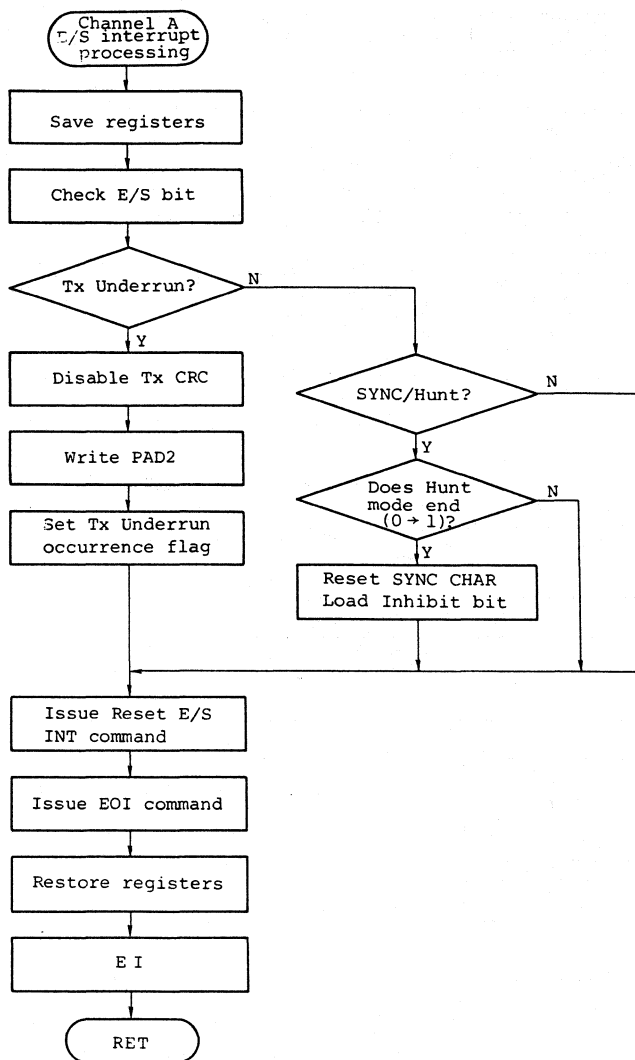 Channel A
E/S interrupt
processing
Save registers
Check E/S bit
Tx Underrun?
N
Y
Disable Tx CRC
Write PAD2
Set Tx Underrun
occurrence flag
SYNC/Hunt?
N
Y
Does Hunt
mode end
(0 → 1)?
N
Y
Reset SYNC CHAR
Load Inhibit bit
Issue Reset E/S
INT command
Issue EOI command
Restore registers
E I
RET